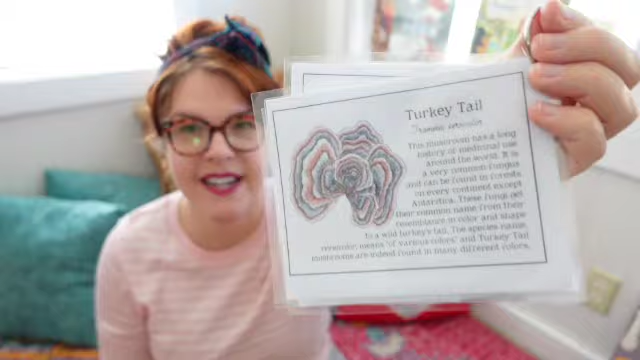 Turkey Tail
Trametes versicolor
This mushroom has a long
history of medicinal use
around the world. It is
a very common fungus
and can be found in forests
on every continent except
Antarctica. These fungi get
their common name from their
resemblance in color and shape
to a wild turkey's tail. The species name,
versicolor, means 'of various colors' and Turkey Tail
mushrooms are indeed found in many different colors.